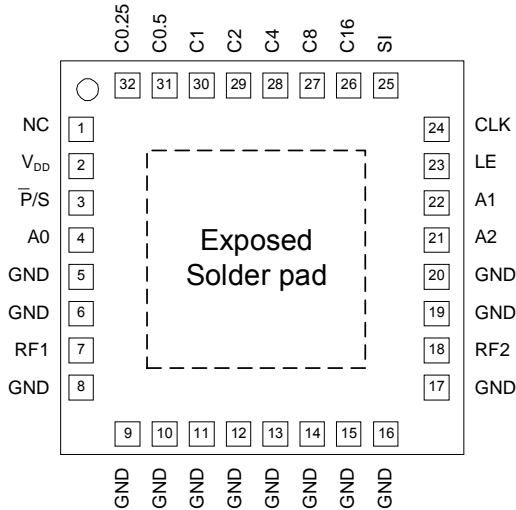 C0.25 C0.5 C1 C2 C4 C8 C16 SI
32 31 30 29 28 27 26 25
NC 1 24 CLK
VDD 2 23 LE
P̅/S 3 22 A1
A0 4 21 A2
GND 5 20 GND
GND 6 19 GND
RF1 7 18 RF2
GND 8 17 GND
Exposed
Solder pad
9 10 11 12 13 14 15 16
GND GND GND GND GND GND GND GND